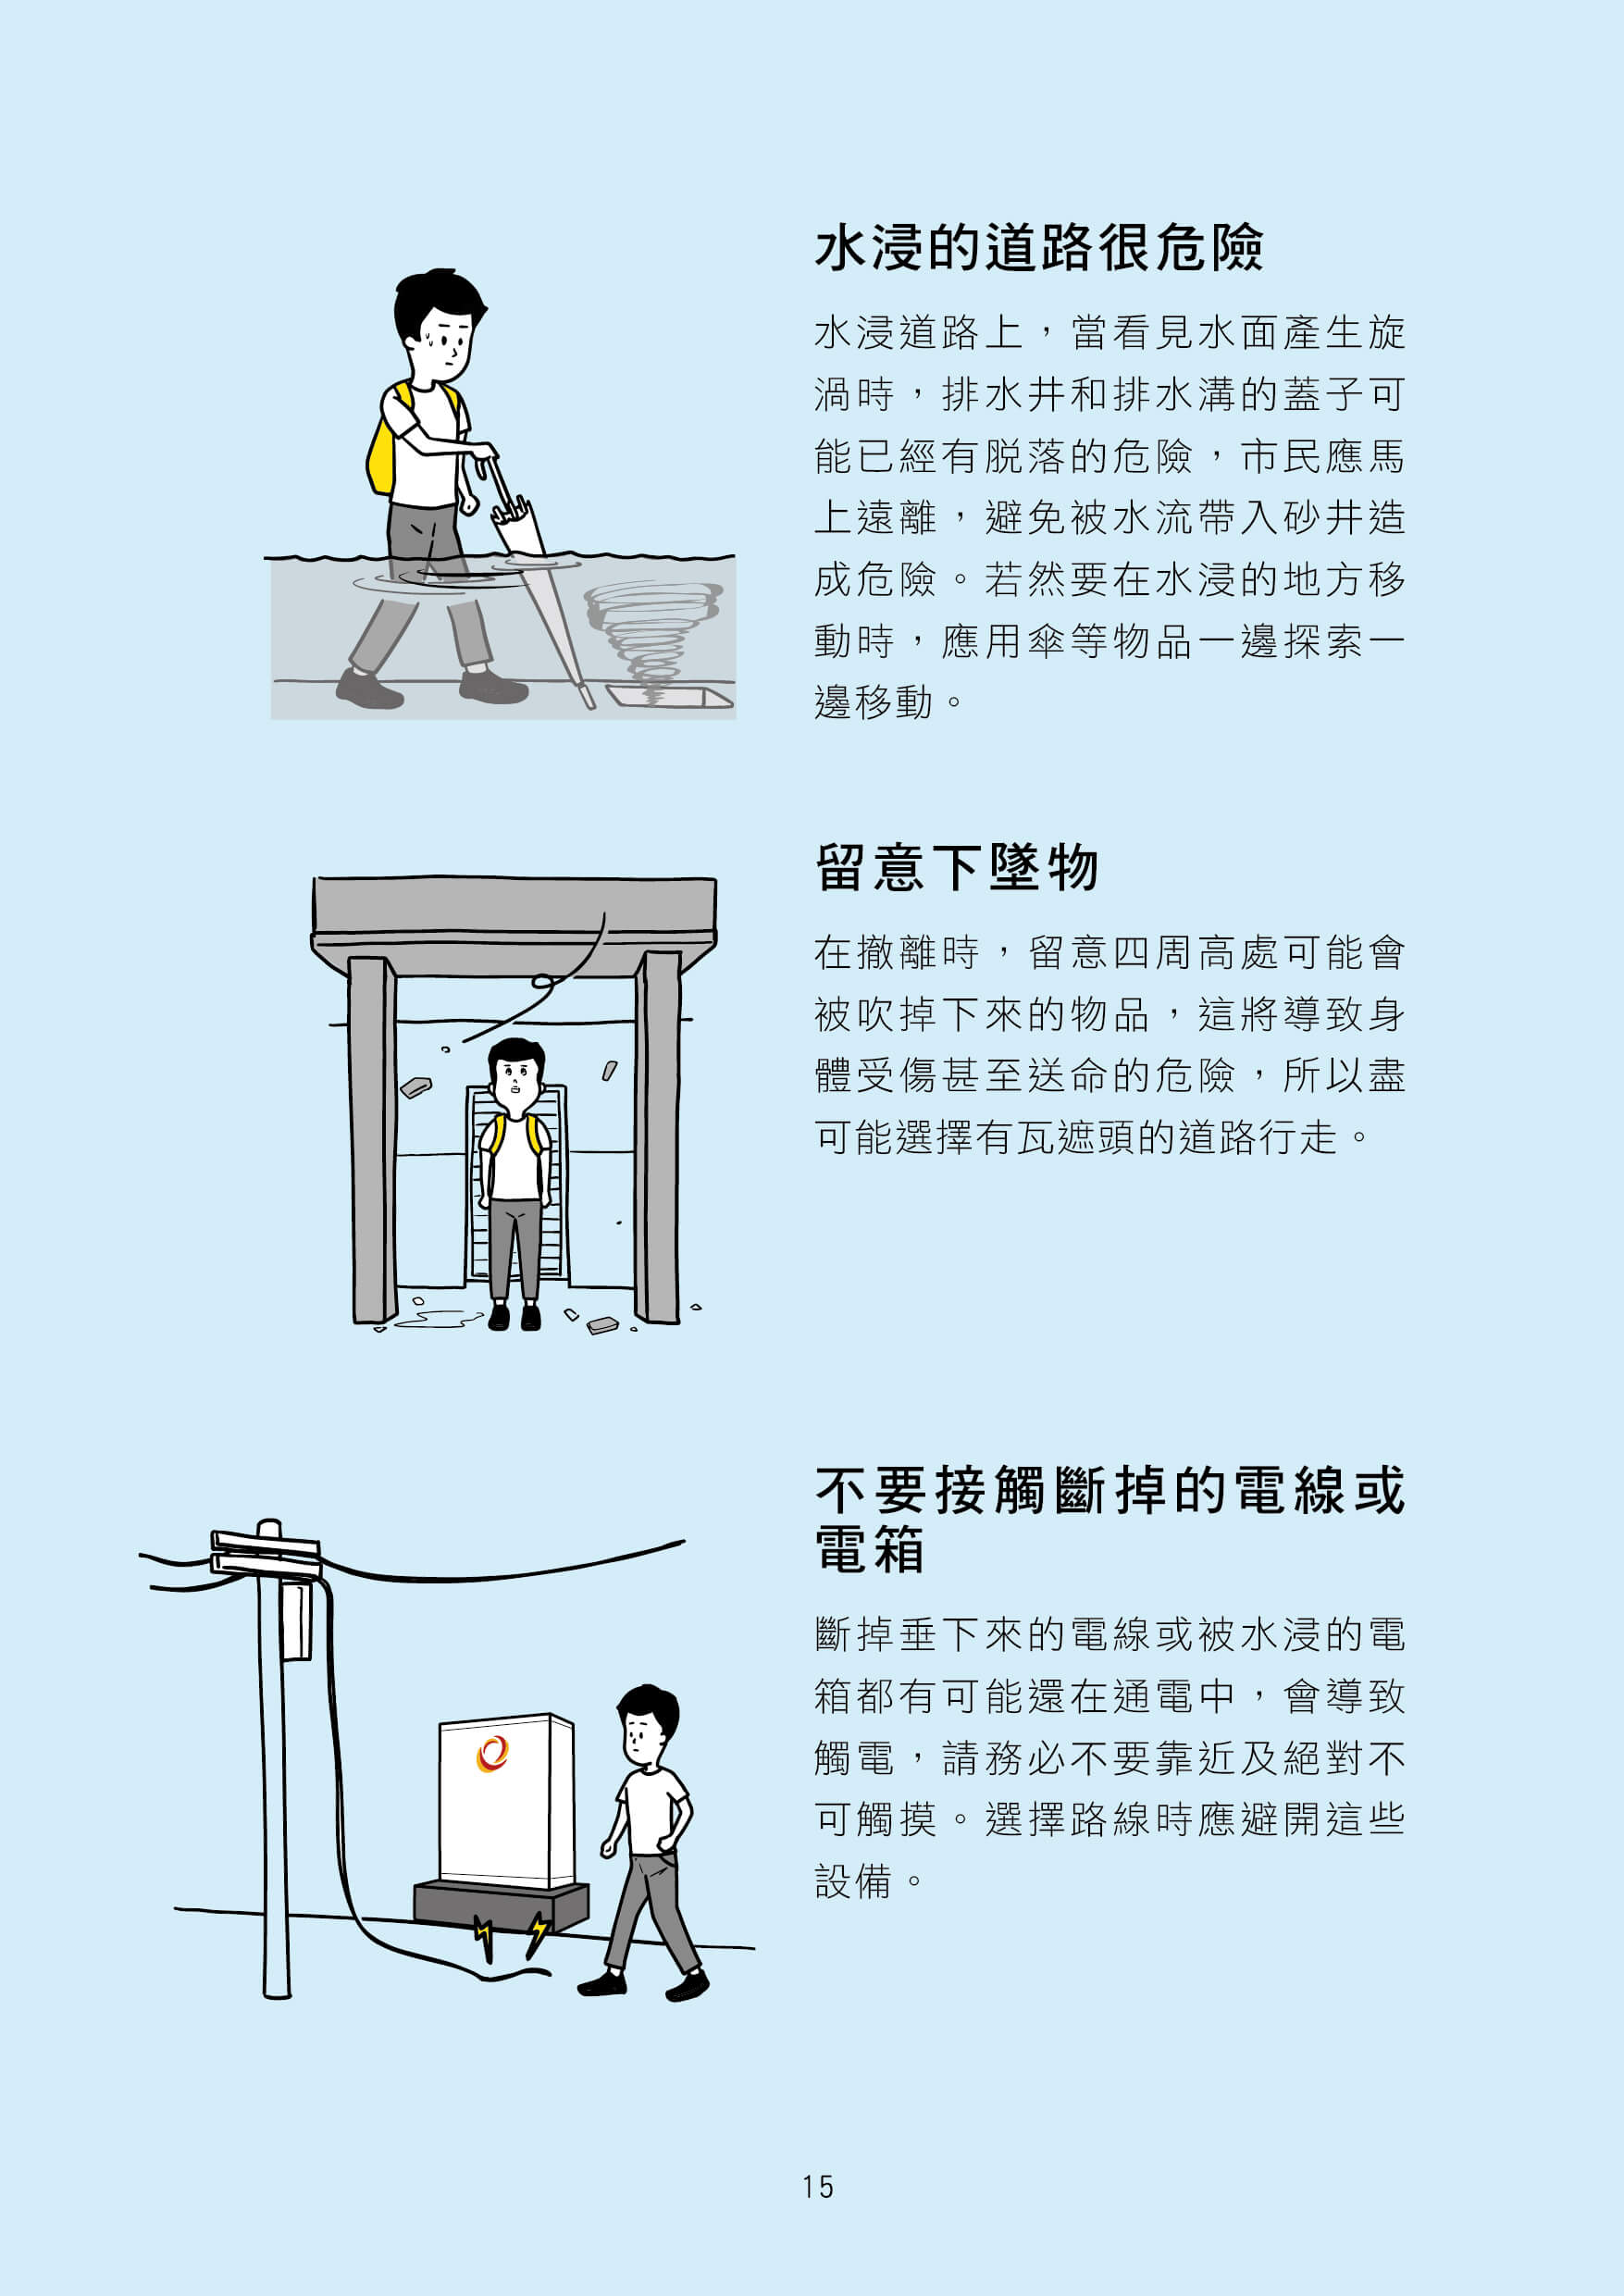 水浸的道路很危險
水浸道路上，當看見水面產生旋
渦時，排水井和排水溝的蓋子可
能已經有脫落的危險，市民應馬
上遠離，避免被水流帶入砂井造
成危險。若然要在水浸的地方移
動時，應用傘等物品一邊探索一
邊移動。
留意下墜物
在撤離時，留意四周高處可能會
被吹掉下來的物品，這將導致身
體受傷甚至送命的危險，所以盡
可能選擇有瓦遮頭的道路行走。
不要接觸斷掉的電線或
電箱
斷掉垂下來的電線或被水浸的電
箱都有可能還在通電中，會導致
觸電，請務必不要靠近及絕對不
可觸摸。選擇路線時應避開這些
設備。
15